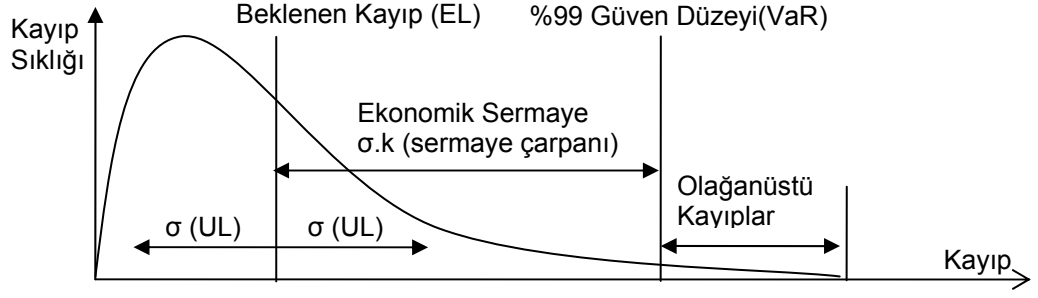 Beklenen Kayıp (EL)
%99 Güven Düzeyi(VaR)
Kayıp
Sıklığı
Ekonomik Sermaye
σ.k (sermaye çarpanı)
Olağanüstü
Kayıplar
σ (UL)
σ (UL)
Kayıp